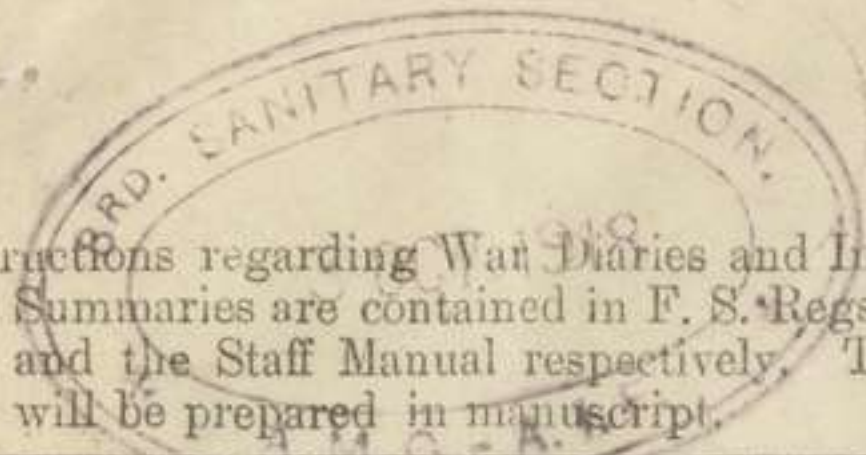 3RD. SANITARY SECTION.
1918
ructions regarding War Diaries and In
Summaries are contained in F. S. Regs
and the Staff Manual respectively. T
will be prepared in manuscript.